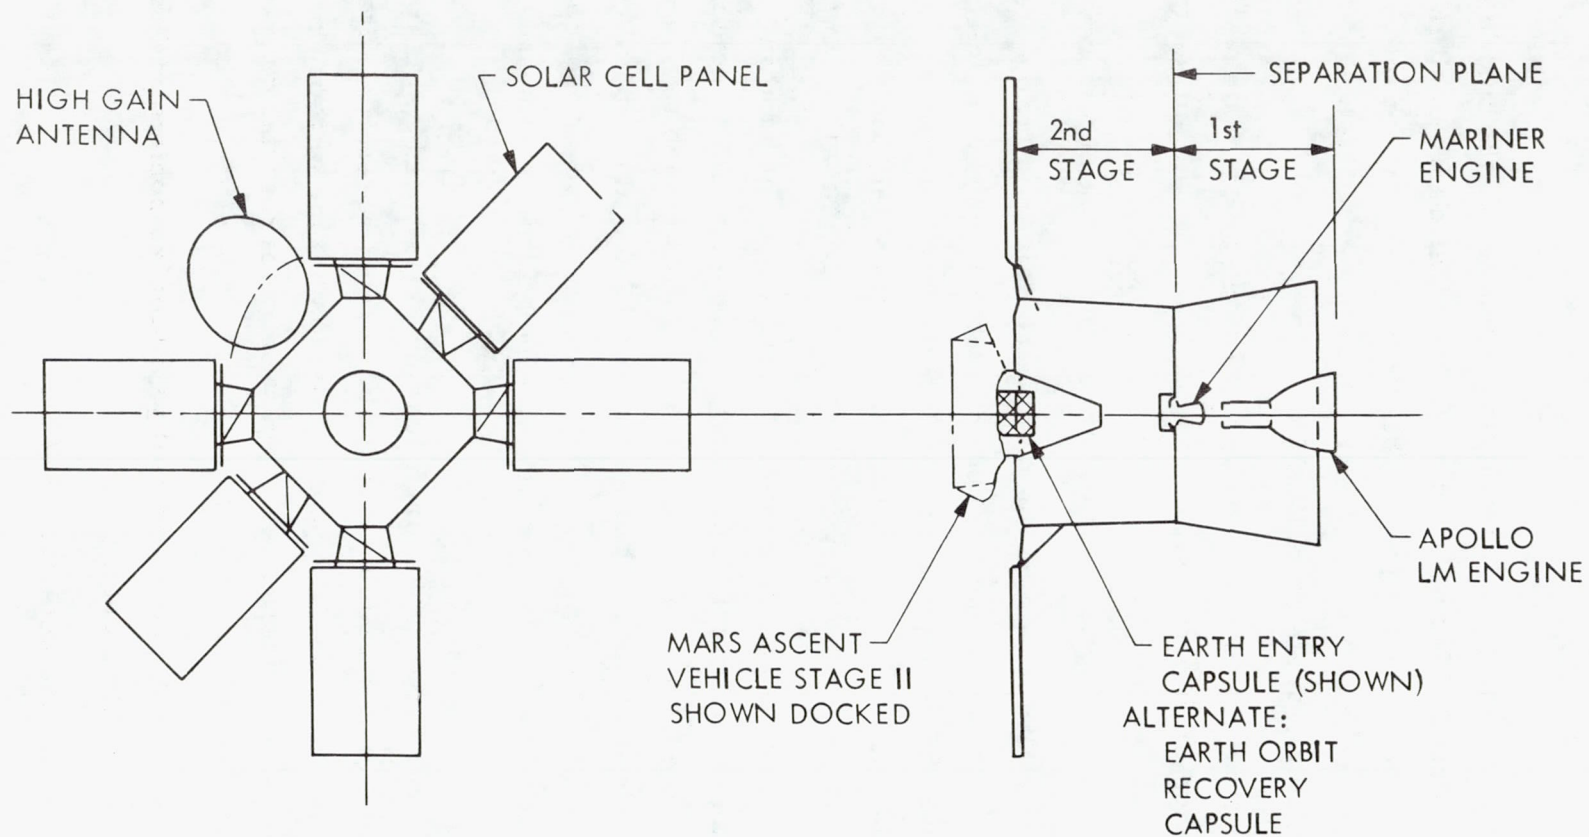 HIGH GAIN
ANTENNA
SOLAR CELL PANEL
SEPARATION PLANE
2nd
STAGE
1st
STAGE
MARINER
ENGINE
APOLLO
LM ENGINE
MARS ASCENT
VEHICLE STAGE II
SHOWN DOCKED
EARTH ENTRY
CAPSULE (SHOWN)
ALTERNATE:
EARTH ORBIT
RECOVERY
CAPSULE